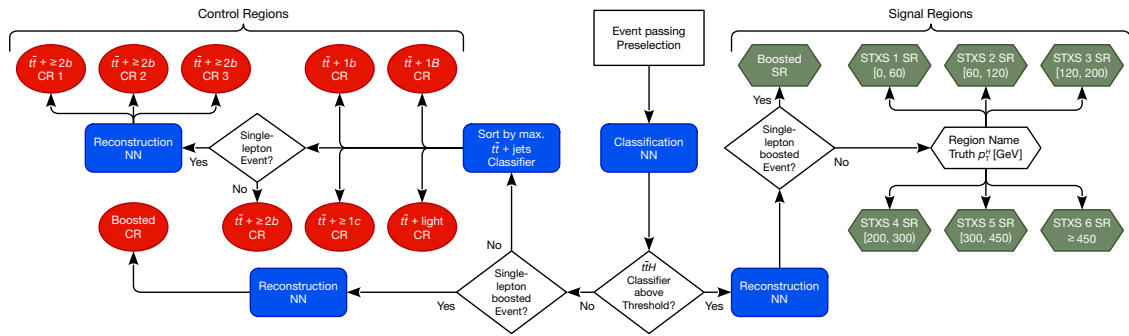 Control Regions
Signal Regions
Event passing
Preselection
tt̄ + ≥2b
CR 1
tt̄ + ≥2b
CR 2
tt̄ + ≥2b
CR 3
tt̄ + 1b
CR
tt̄ + 1B
CR
Boosted
SR
STXS 1 SR
[0, 60)
STXS 2 SR
[60, 120)
STXS 3 SR
[120, 200)
Reconstruction
NN
Yes
Single-
lepton
Event?
No
Sort by max.
tt̄ + jets
Classifier
Classification
NN
Yes
Single-
lepton
boosted
Event?
No
Region Name
Truth p_T^H [GeV]
Boosted
CR
tt̄ + ≥2b
CR
tt̄ + ≥1c
CR
tt̄ + light
CR
STXS 4 SR
[200, 300)
STXS 5 SR
[300, 450)
STXS 6 SR
≥ 450
No
Reconstruction
NN
Yes
Single-
lepton
boosted
Event?
No
tt̄H
Classifier
above
Threshold?
Yes
Reconstruction
NN